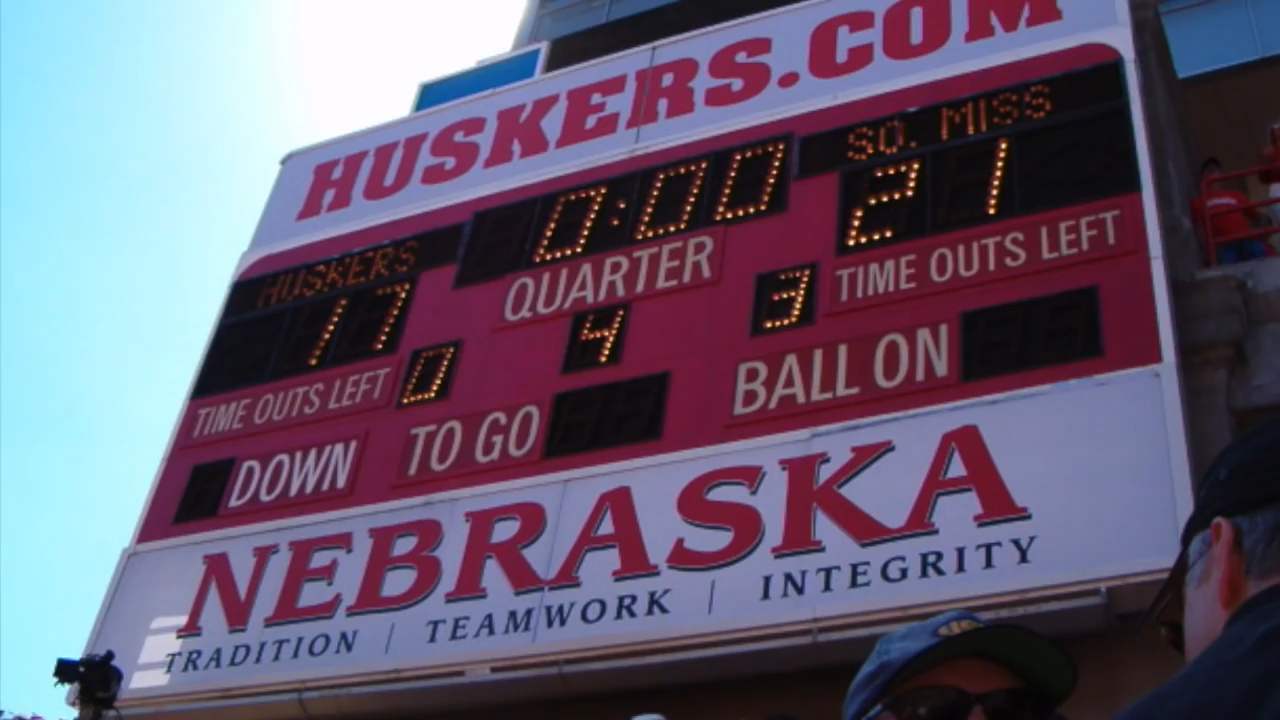 HUSKERS.COM
HUSKERS 0:00 SO. MISS
17 QUARTER 21
TIME OUTS LEFT 0 4 3 TIME OUTS LEFT
DOWN TO GO BALL ON
NEBRASKA
TRADITION | TEAMWORK | INTEGRITY